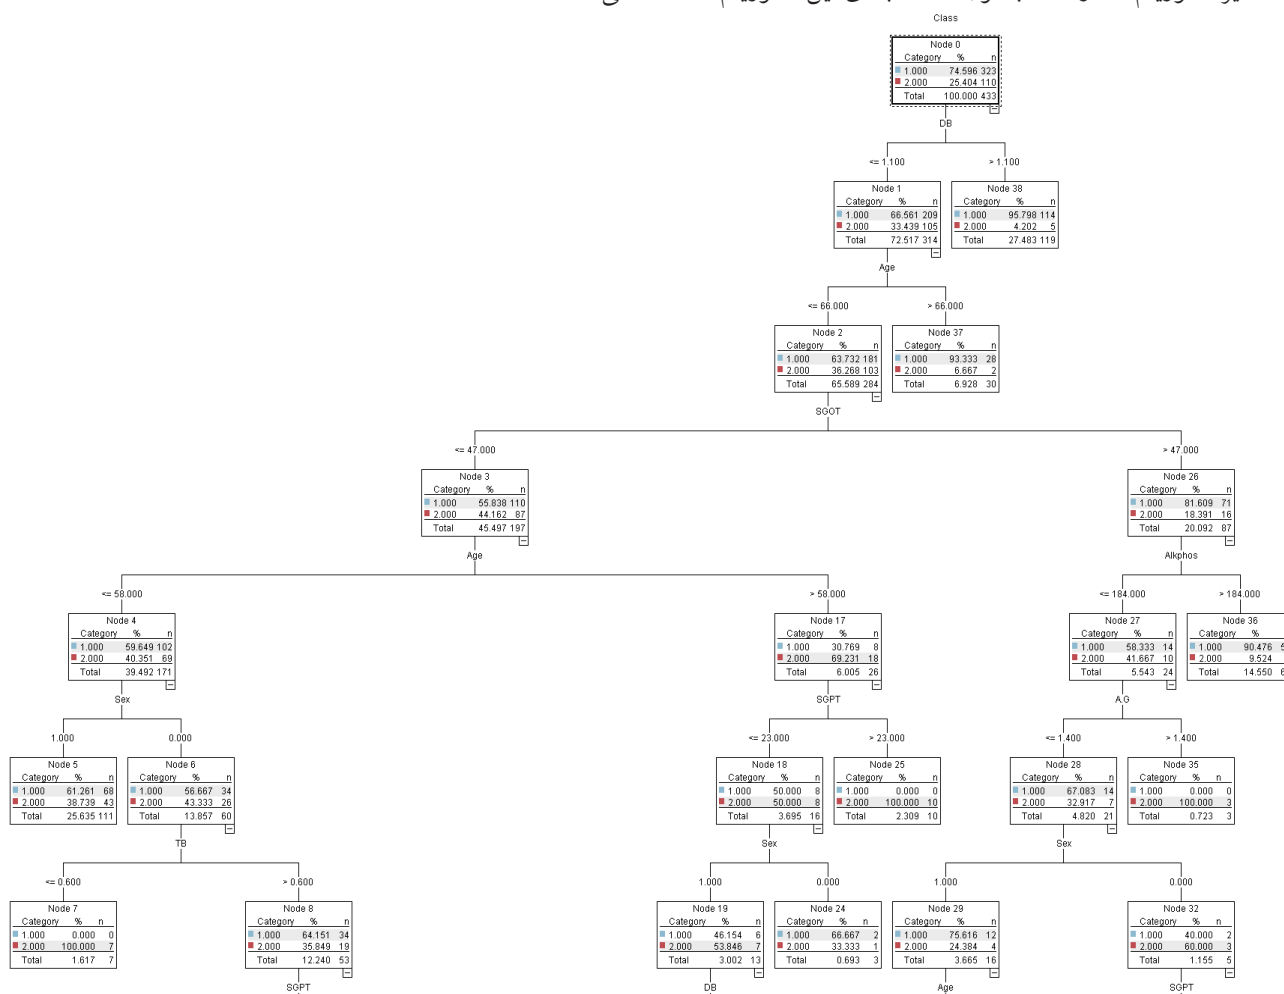 Class
Node 0
Category % n
1.000 74.596 323
2.000 25.404 110
Total 100.000 433
DB
<= 1.100
> 1.100
Node 1
Category % n
1.000 66.561 209
2.000 33.439 105
Total 72.517 314
Node 38
Category % n
1.000 95.798 114
2.000 4.202 5
Total 27.483 119
Age
<= 66.000
> 66.000
Node 2
Category % n
1.000 63.732 181
2.000 36.268 103
Total 65.589 284
Node 37
Category % n
1.000 93.333 28
2.000 6.667 2
Total 6.928 30
SGOT
<= 47.000
> 47.000
Node 3
Category % n
1.000 55.838 110
2.000 44.162 87
Total 45.497 197
Node 26
Category % n
1.000 81.609 71
2.000 18.391 16
Total 20.092 87
Age
Alkphos
<= 58.000
> 58.000
<= 184.000
> 184.000
Node 4
Category % n
1.000 59.649 102
2.000 40.351 69
Total 39.492 171
Node 17
Category % n
1.000 30.769 8
2.000 69.231 18
Total 6.005 26
Node 27
Category % n
1.000 58.333 14
2.000 41.667 10
Total 5.543 24
Node 36
Category %
1.000 90.476
2.000 9.524
Total 14.550
Sex
SGPT
A.G
1.000
0.000
<= 23.000
> 23.000
<= 1.400
> 1.400
Node 5
Category % n
1.000 61.261 68
2.000 38.739 43
Total 25.635 111
Node 6
Category % n
1.000 56.667 34
2.000 43.333 26
Total 13.857 60
Node 18
Category % n
1.000 50.000 8
2.000 50.000 8
Total 3.695 16
Node 25
Category % n
1.000 0.000 0
2.000 100.000 10
Total 2.309 10
Node 28
Category % n
1.000 67.083 14
2.000 32.917 7
Total 4.820 21
Node 35
Category % n
1.000 0.000 0
2.000 100.000 3
Total 0.723 3
TB
Sex
Sex
<= 0.600
> 0.600
1.000
0.000
1.000
0.000
Node 7
Category % n
1.000 0.000 0
2.000 100.000 7
Total 1.617 7
Node 8
Category % n
1.000 64.151 34
2.000 35.849 19
Total 12.240 53
Node 19
Category % n
1.000 46.154 6
2.000 53.846 7
Total 3.002 13
Node 24
Category % n
1.000 66.667 2
2.000 33.333 1
Total 0.693 3
Node 29
Category % n
1.000 75.616 12
2.000 24.384 4
Total 3.665 16
Node 32
Category % n
1.000 40.000 2
2.000 60.000 3
Total 1.155 5
SGPT
DB
Age
SGPT